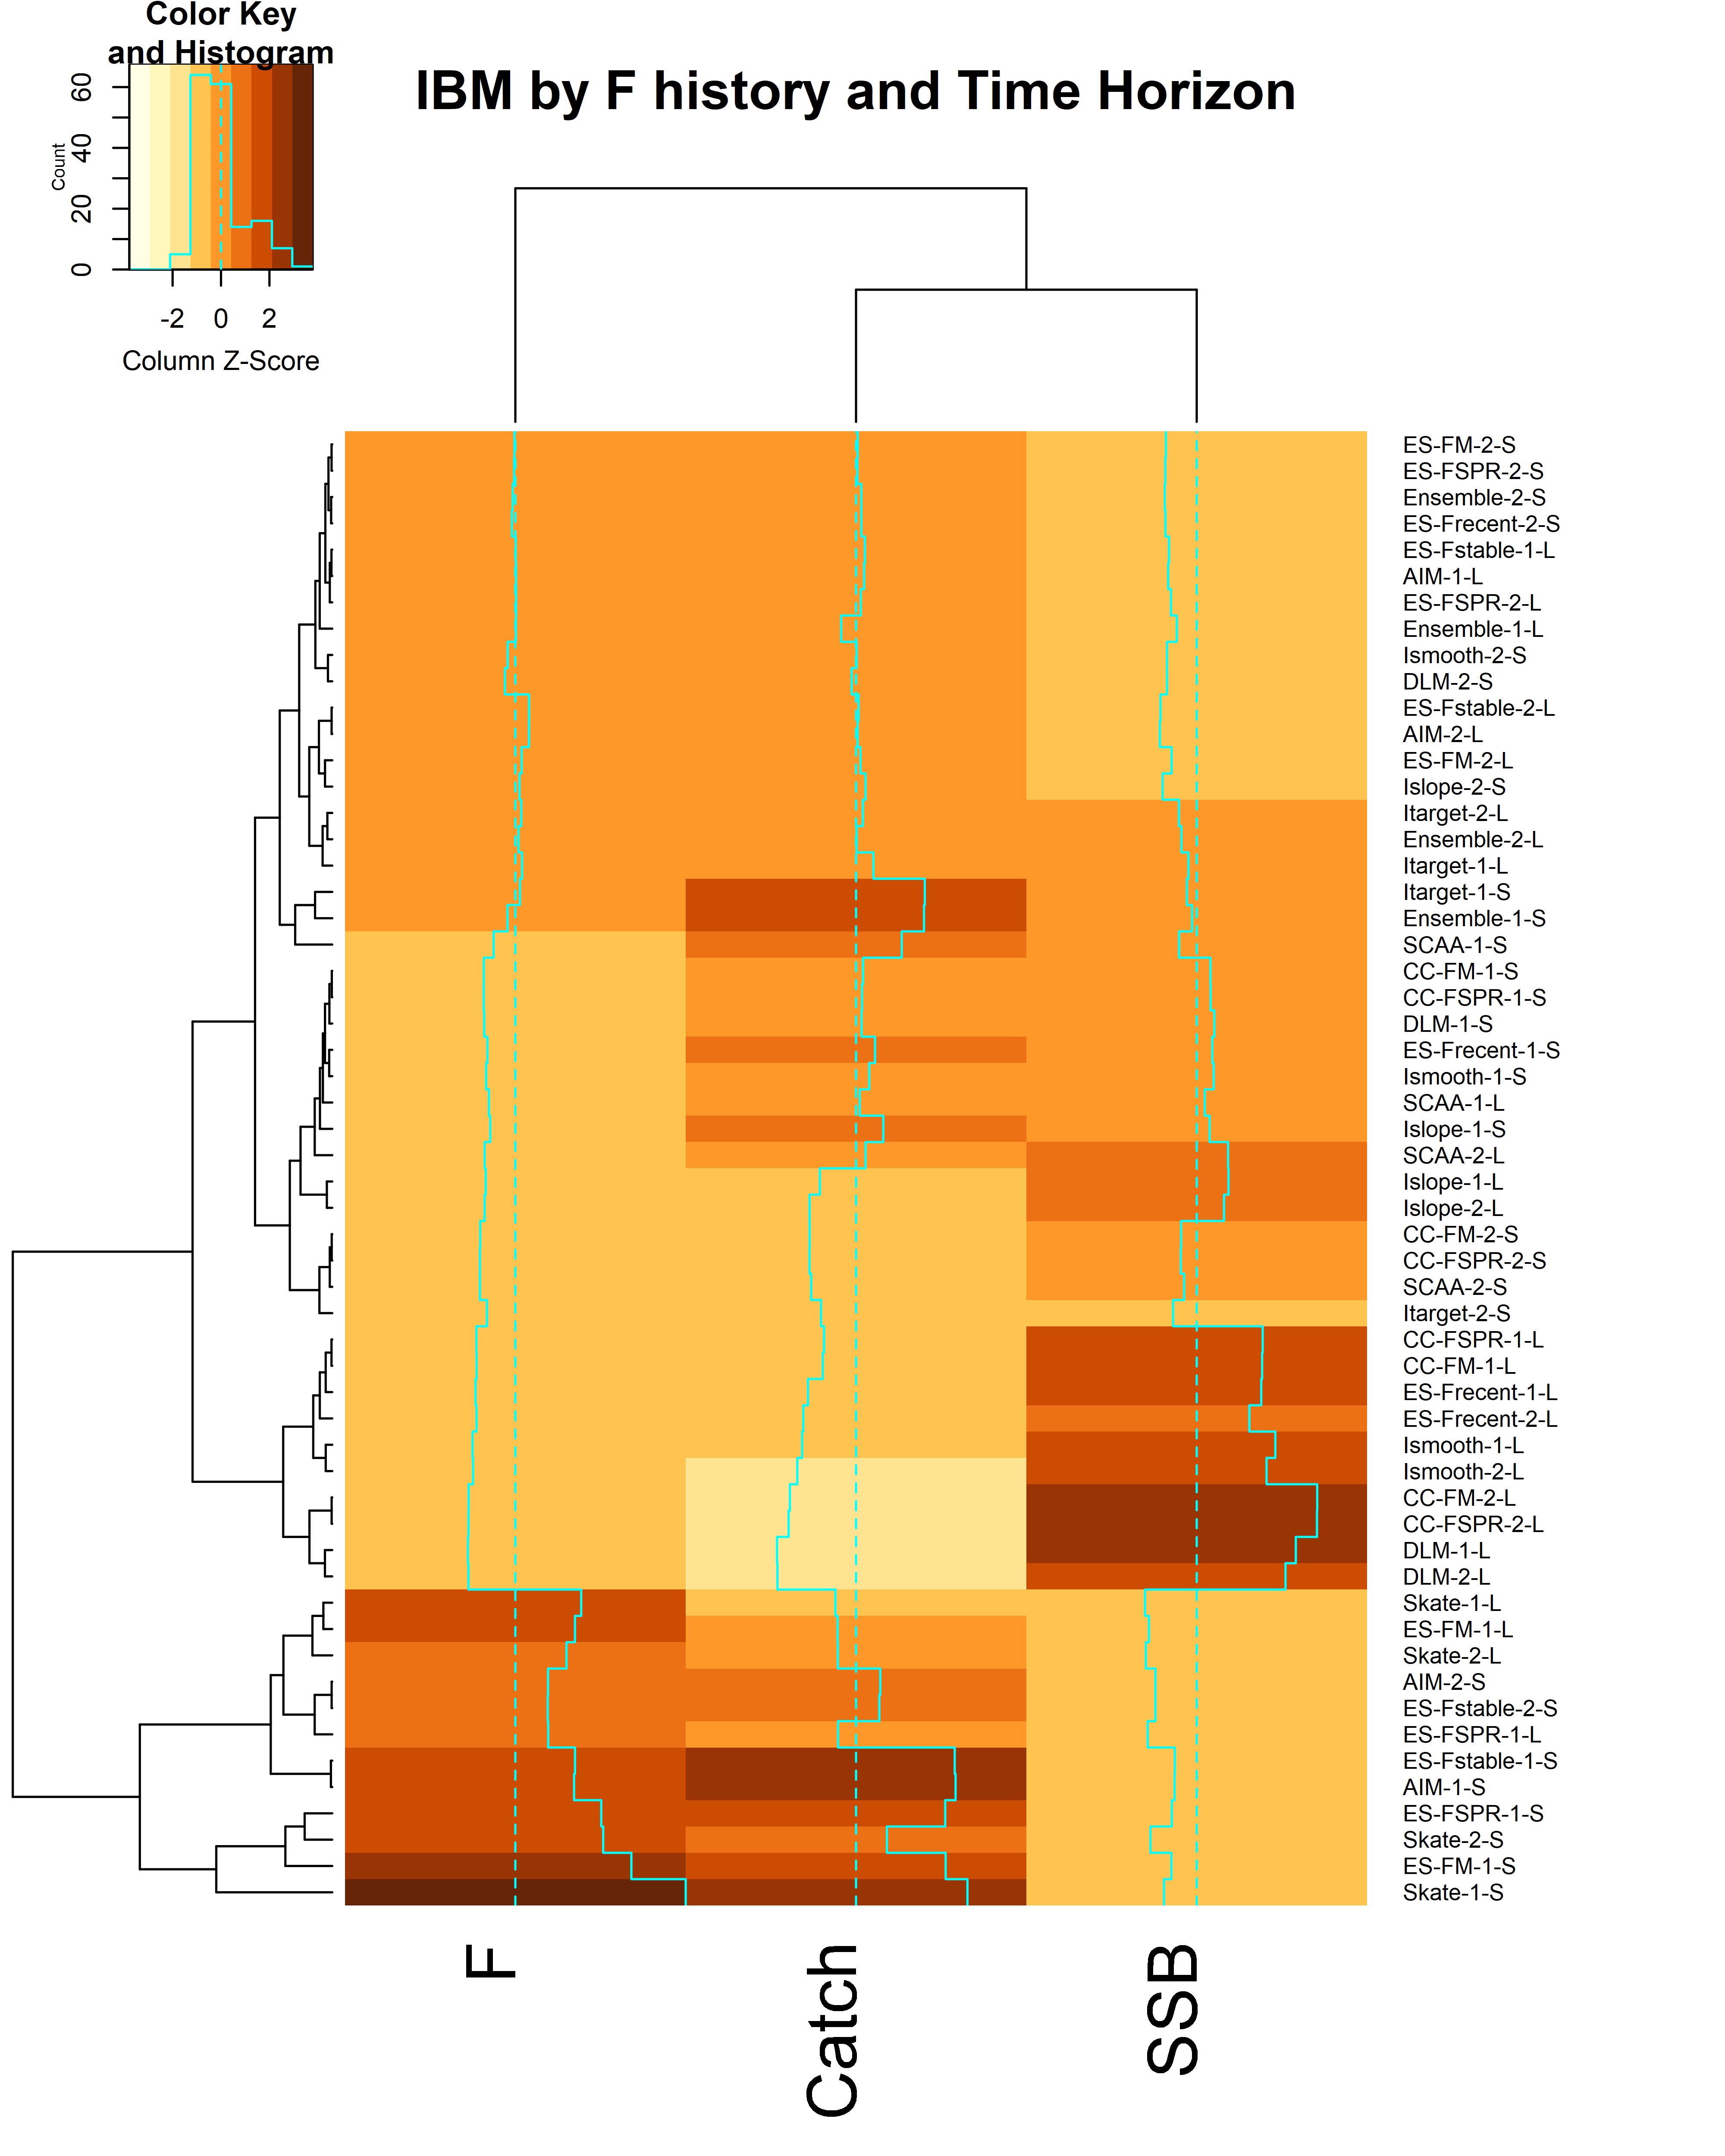 Color Key
and Histogram
IBM by F history and Time Horizon
Count
0 20 40 60
-2 0 2
Column Z-Score
ES-FM-2-S
ES-FSPR-2-S
Ensemble-2-S
ES-Frecent-2-S
ES-Fstable-1-L
AIM-1-L
ES-FSPR-2-L
Ensemble-1-L
Ismooth-2-S
DLM-2-S
ES-Fstable-2-L
AIM-2-L
ES-FM-2-L
Islope-2-S
Itarget-2-L
Ensemble-2-L
Itarget-1-L
Itarget-1-S
Ensemble-1-S
SCAA-1-S
CC-FM-1-S
CC-FSPR-1-S
DLM-1-S
ES-Frecent-1-S
Ismooth-1-S
SCAA-1-L
Islope-1-S
SCAA-2-L
Islope-1-L
Islope-2-L
CC-FM-2-S
CC-FSPR-2-S
SCAA-2-S
Itarget-2-S
CC-FSPR-1-L
CC-FM-1-L
ES-Frecent-1-L
ES-Frecent-2-L
Ismooth-1-L
Ismooth-2-L
CC-FM-2-L
CC-FSPR-2-L
DLM-1-L
DLM-2-L
Skate-1-L
ES-FM-1-L
Skate-2-L
AIM-2-S
ES-Fstable-2-S
ES-FSPR-1-L
ES-Fstable-1-S
AIM-1-S
ES-FSPR-1-S
Skate-2-S
ES-FM-1-S
Skate-1-S
F
Catch
SSB